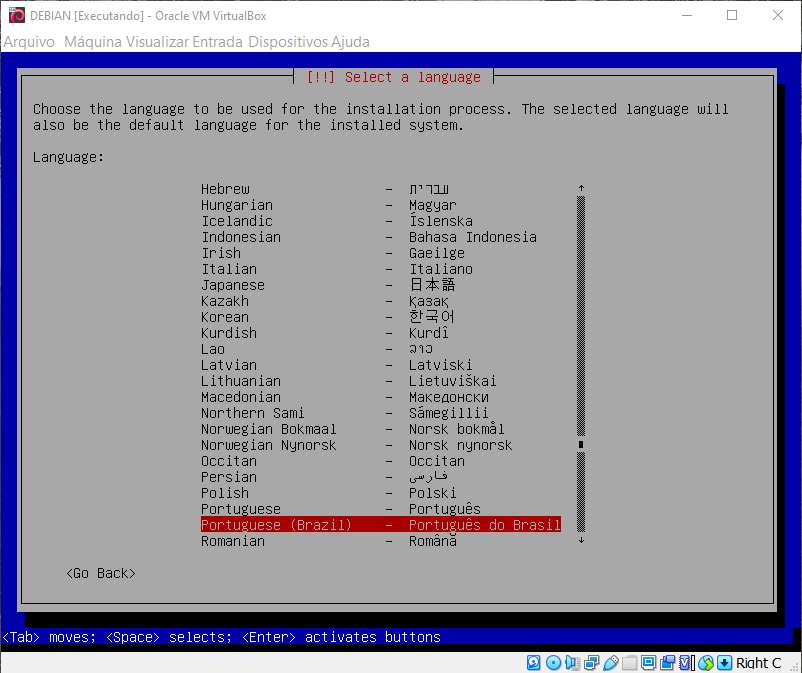 DEBIAN [Executando] - Oracle VM VirtualBox
Arquivo Máquina Visualizar Entrada Dispositivos Ajuda
[!!] Select a language
Choose the language to be used for the installation process. The selected language will
also be the default language for the installed system.
Language:
Hebrew - עברית
Hungarian - Magyar
Icelandic - Íslenska
Indonesian - Bahasa Indonesia
Irish - Gaeilge
Italian - Italiano
Japanese - 日本語
Kazakh - Қазақ
Korean - 한국어
Kurdish - Kurdî
Lao - ລາວ
Latvian - Latviski
Lithuanian - Lietuviškai
Macedonian - Македонски
Northern Sami - Sámegillii
Norwegian Bokmaal - Norsk bokmål
Norwegian Nynorsk - Norsk nynorsk
Occitan - Occitan
Persian - فارسی
Polish - Polski
Portuguese - Português
Portuguese (Brazil) - Português do Brasil
Romanian - Română
<Go Back>
<Tab> moves; <Space> selects; <Enter> activates buttons
Right C